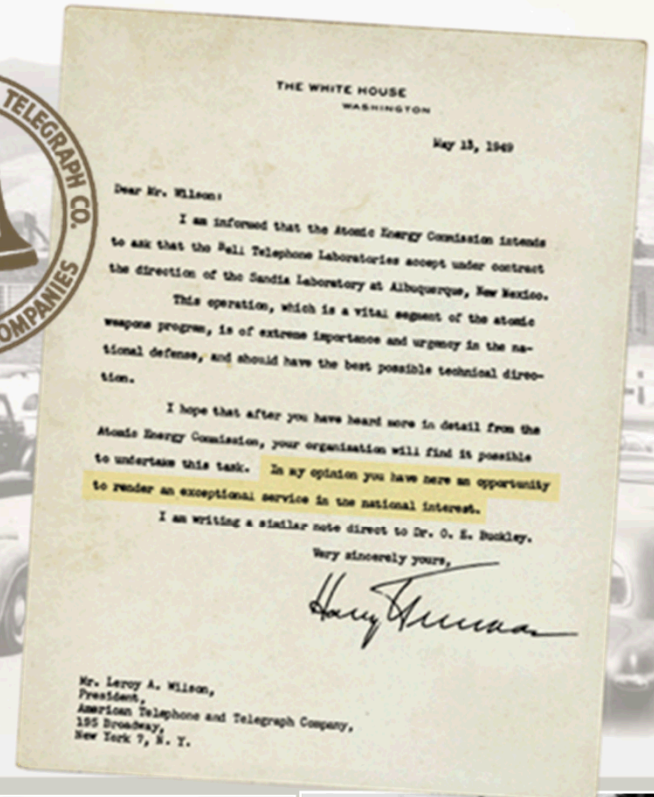 TELEGRAPH CO.
COMPANIES
THE WHITE HOUSE
WASHINGTON
May 13, 1949
Dear Mr. Wilson:
I am informed that the Atomic Energy Commission intends
to ask that the Bell Telephone Laboratories accept under contract
the direction of the Sandia Laboratory at Albuquerque, New Mexico.
This operation, which is a vital segment of the atomic
weapons program, is of extreme importance and urgency in the na-
tional defense, and should have the best possible technical direc-
tion.
I hope that after you have heard more in detail from the
Atomic Energy Commission, your organization will find it possible
to undertake this task. In my opinion you have here an opportunity
to render an exceptional service in the national interest.
I am writing a similar note direct to Dr. O. E. Buckley.
Very sincerely yours,
Harry Truman
Mr. Leroy A. Wilson,
President,
American Telephone and Telegraph Company,
195 Broadway,
New York 7, N. Y.